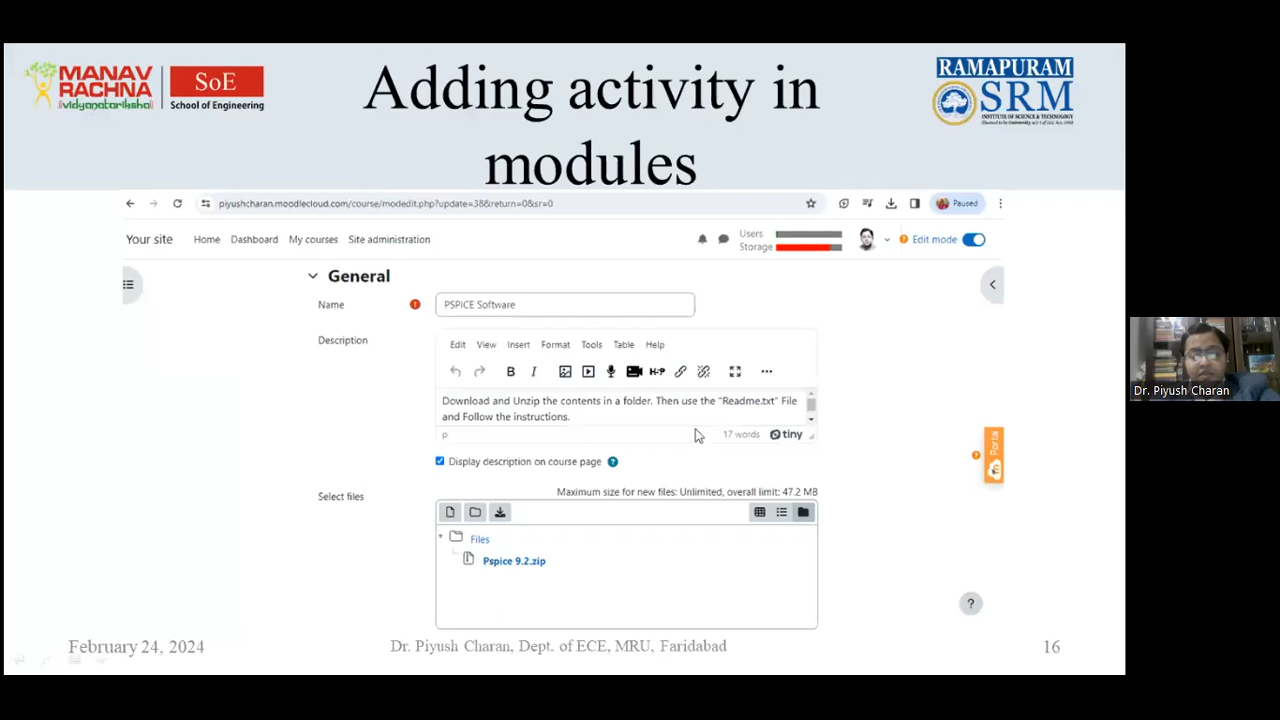 MANAV
RACHNA
vidyanatariksha
SoE
School of Engineering
Adding activity in
modules
RAMAPURAM
SRM
INSTITUTE OF SCIENCE & TECHNOLOGY
piyushcharan.moodlecloud.com/course/modedit.php?update=38&return=0&sr=0
Paused
Your site
Home
Dashboard
My courses
Site administration
Users
Storage
Edit mode
General
Name
PSPICE Software
Description
Edit View Insert Format Tools Table Help
B I H-P
Download and Unzip the contents in a folder. Then use the "Readme.txt" File
and Follow the instructions.
p
17 words
tiny
Display description on course page
Select files
Maximum size for new files: Unlimited, overall limit: 47.2 MB
Files
Pspice 9.2.zip
Portal
Dr. Piyush Charan
February 24, 2024
Dr. Piyush Charan, Dept. of ECE, MRU, Faridabad
16